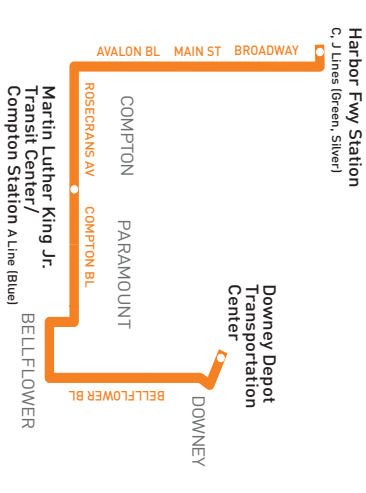 Harbor Fwy Station
C, J Lines (Green, Silver)
BROADWAY
MAIN ST
AVALON BL
ROSECRANS AV
COMPTON
Martin Luther King Jr.
Transit Center/
Compton Station A Line (Blue)
COMPTON BL
PARAMOUNT
BELLFLOWER
BELLFLOWER BL
DOWNEY
Downey Depot
Transportation
Center